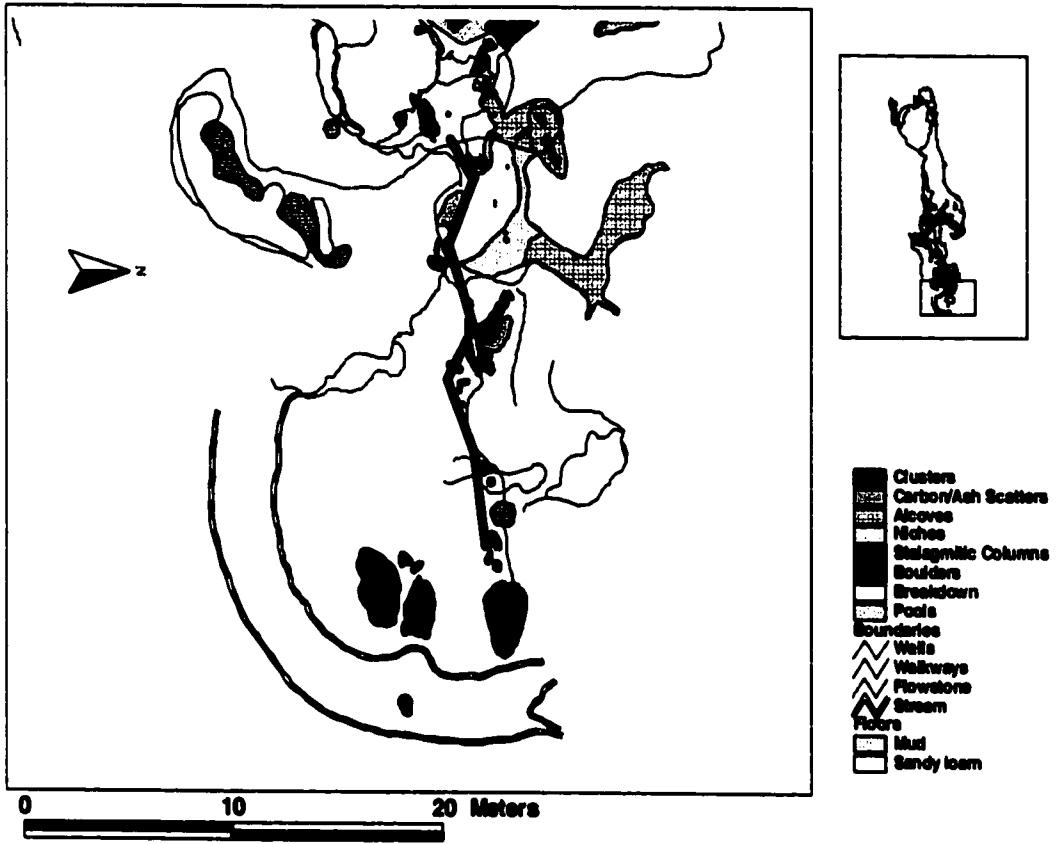 N
Clusters
Carbon/Ash Scatters
Alcoves
Niches
Stalagmitic Columns
Boulders
Breakdown
Pools
Boundaries
Walls
Walkways
Flowstone
Stream
Floors
Mud
Sandy loam
0 10 20 Meters